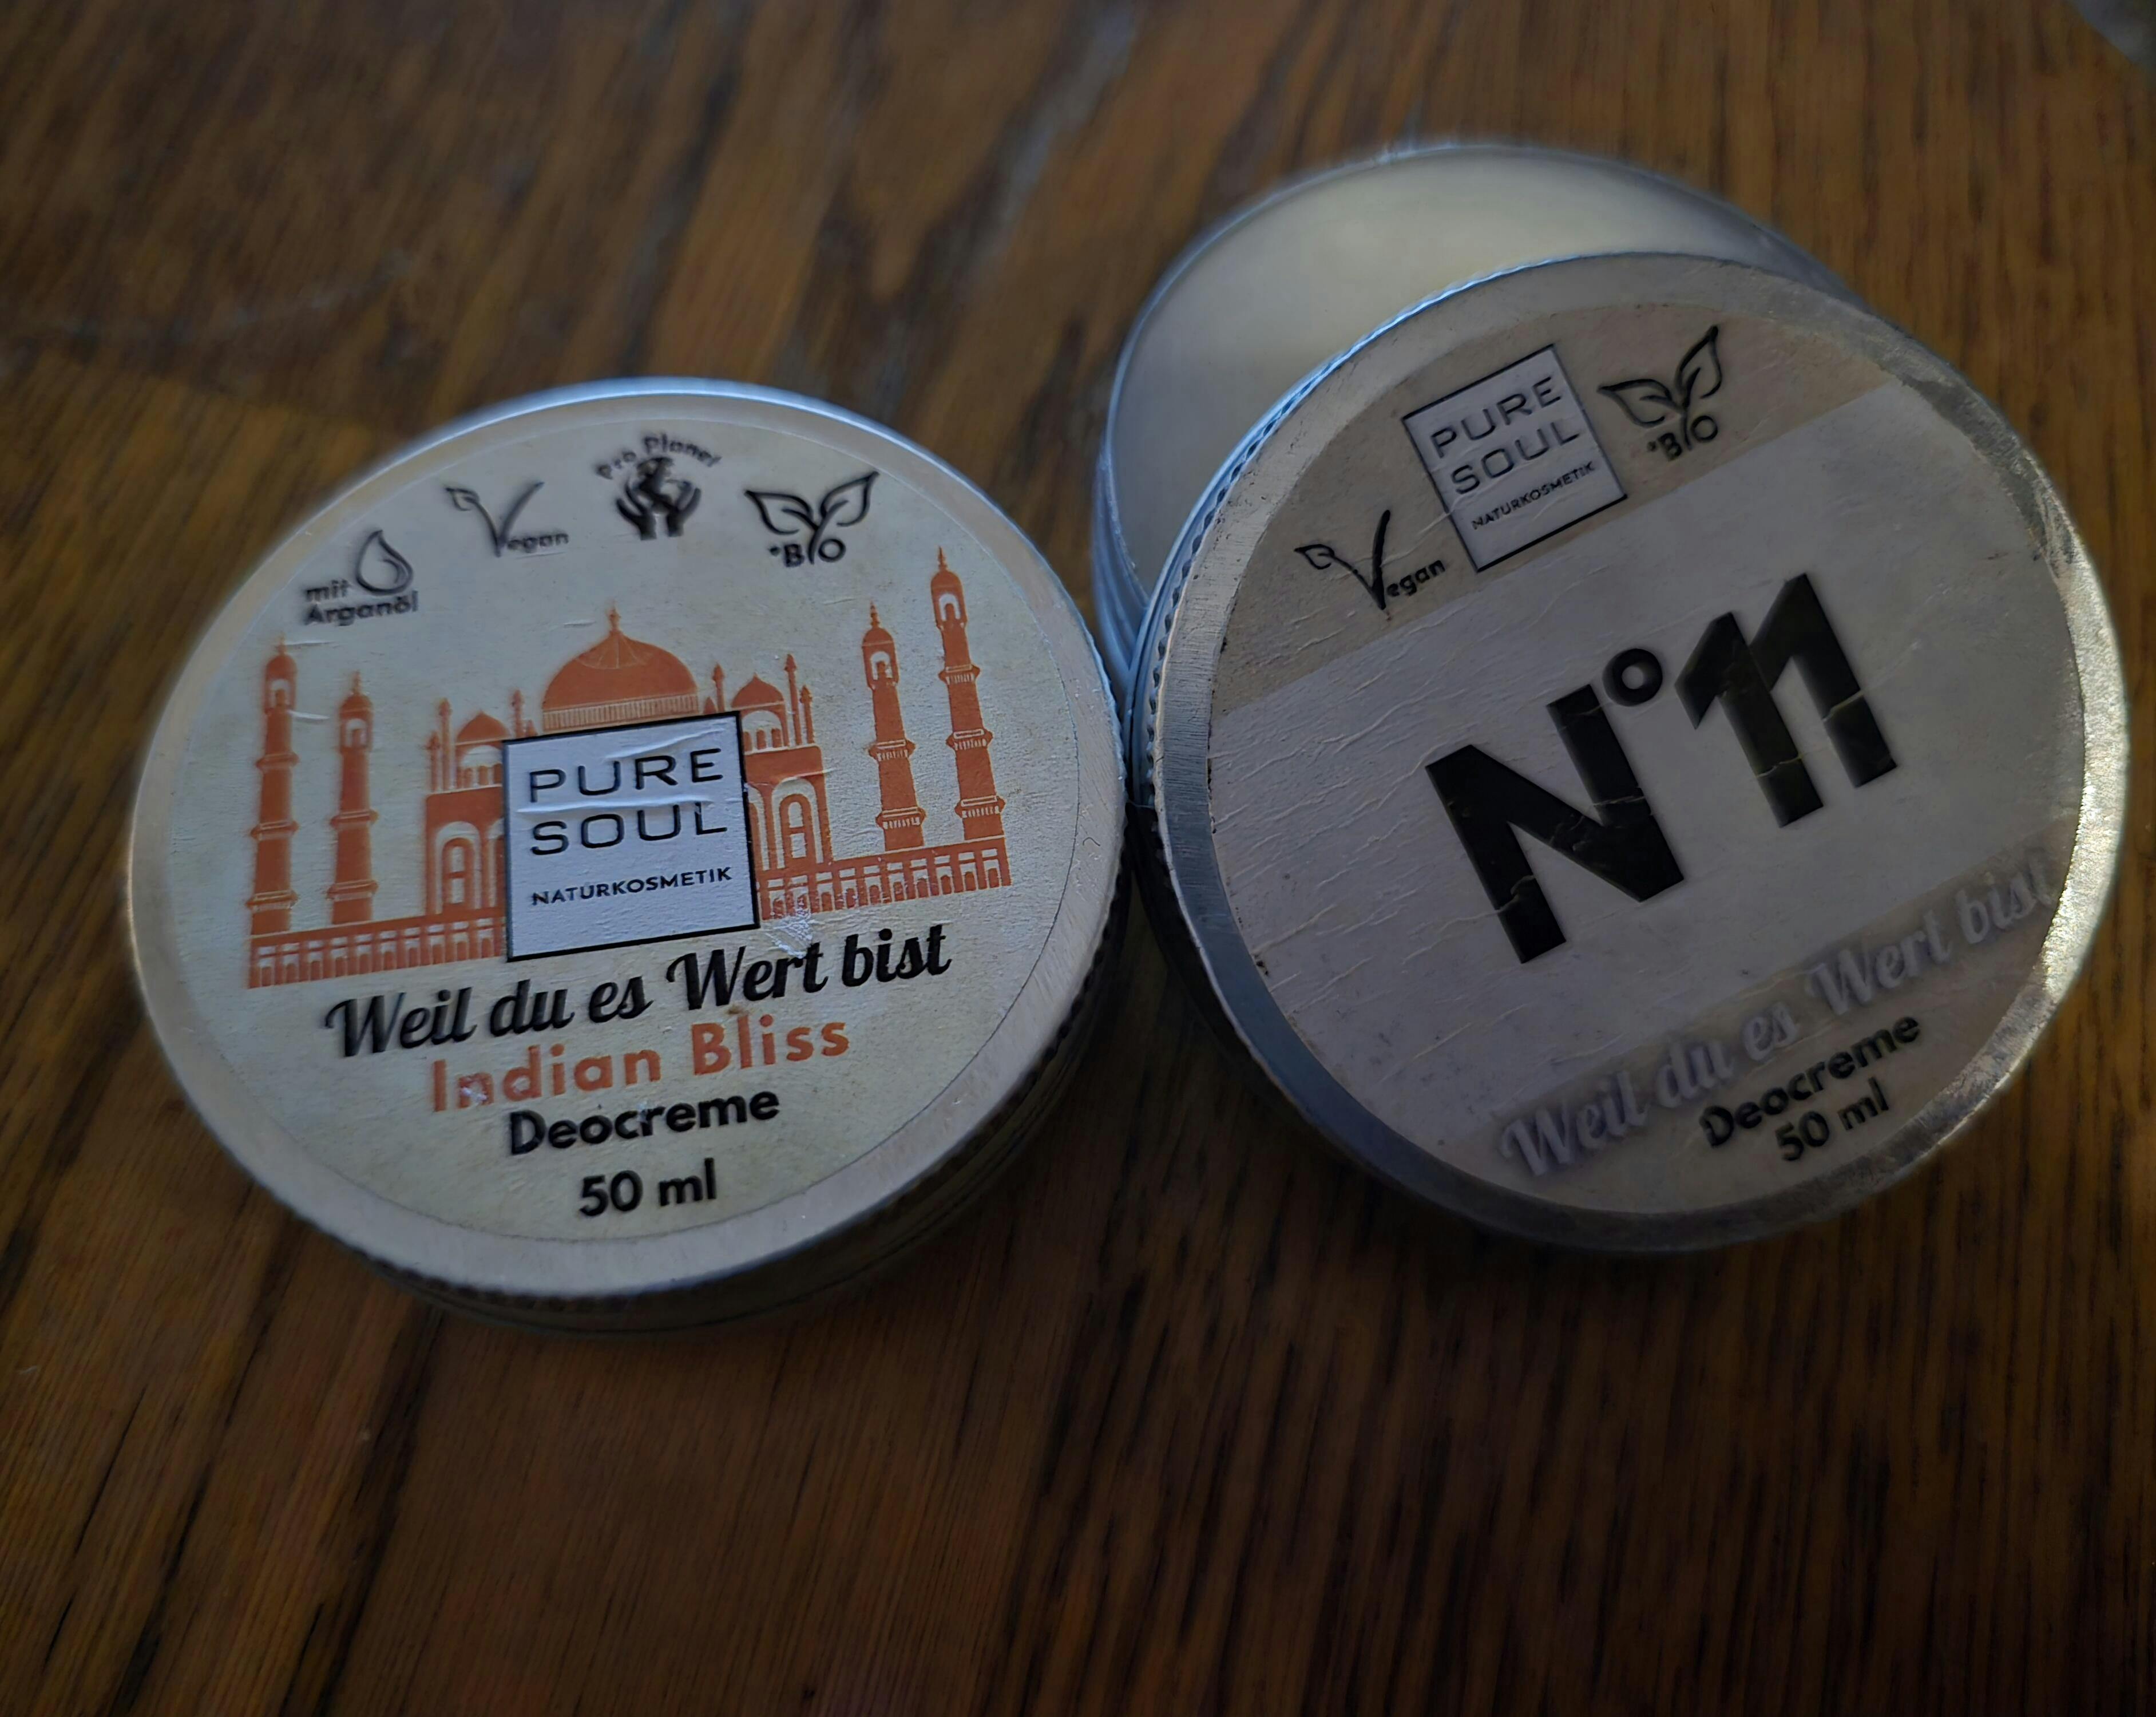 mit
Arganöl
Vegan
Pro Planet
*BIO
PURE
SOUL
NATURKOSMETIK
Weil du es Wert bist
Indian Bliss
Deocreme
50 ml
Vegan
PURE
SOUL
NATURKOSMETIK
*BIO
N°11
Weil du es Wert bist
Deocreme
50 ml